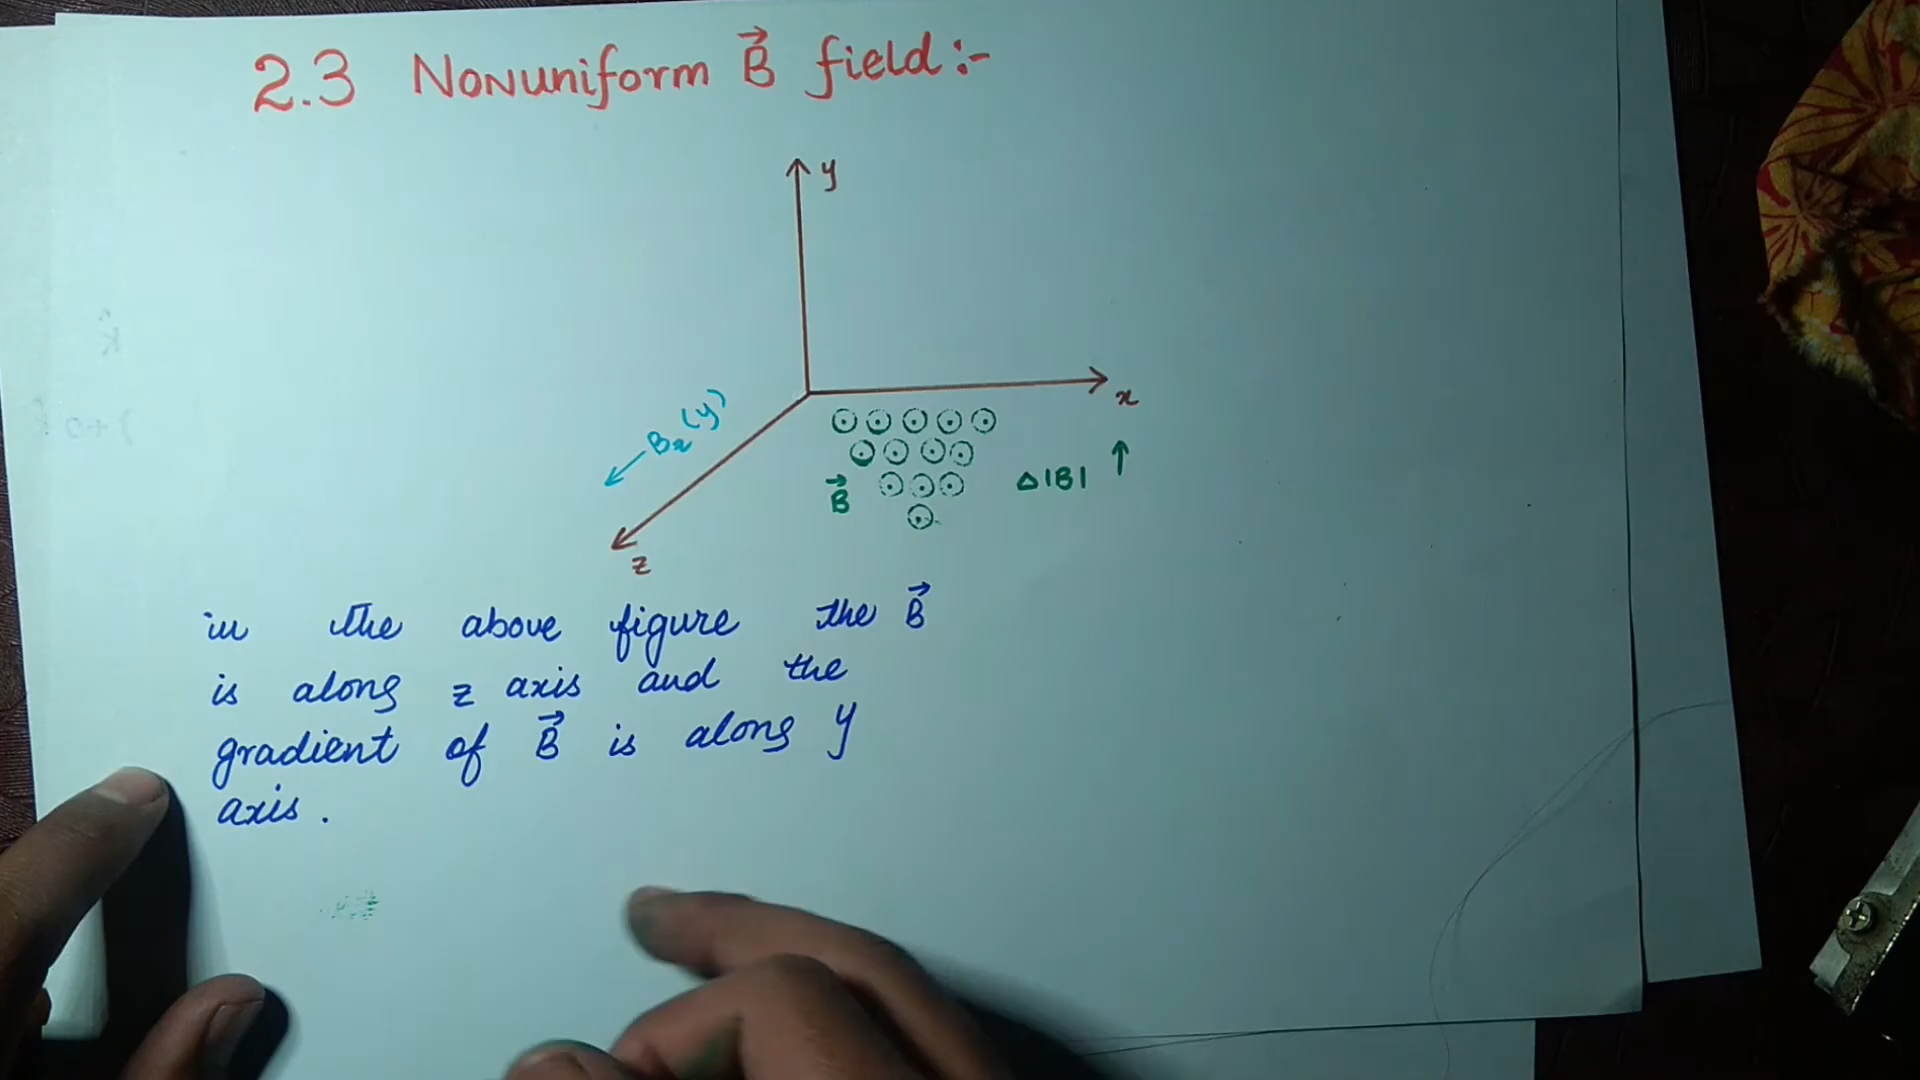 2.3 Nonuniform B⃗ field:-
y
x
B_z(y)
B⃗
Δ|B| ↑
z
in the above figure the B⃗
is along z axis and the
gradient of B⃗ is along y
axis.